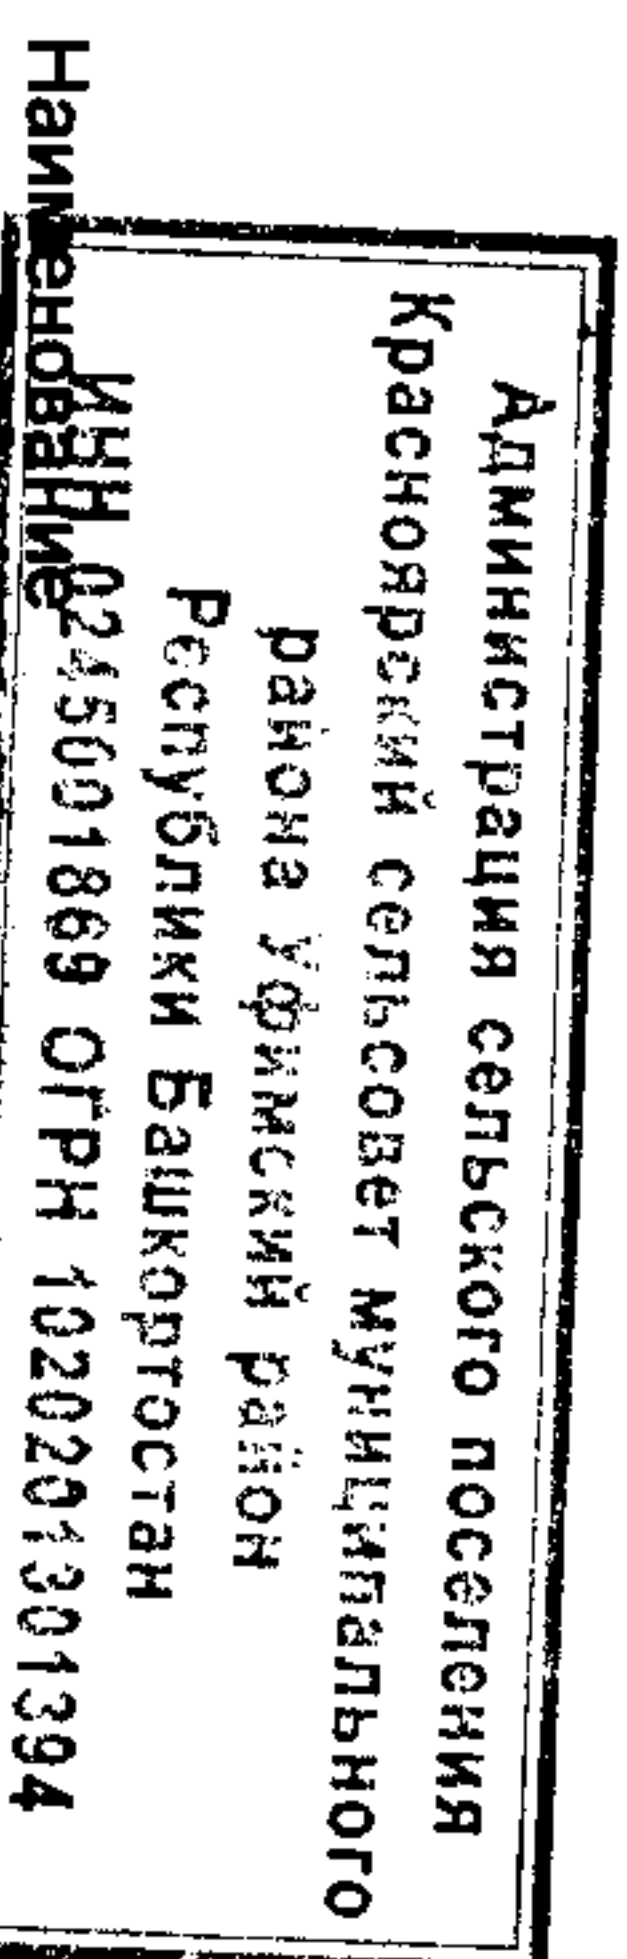 Администрация сельского поселения
Красноярский сельсовет муниципального
района Уфимский район
Республики Башкортостан
ИНН 0245001869 ОГРН 1020201301394
Наименование